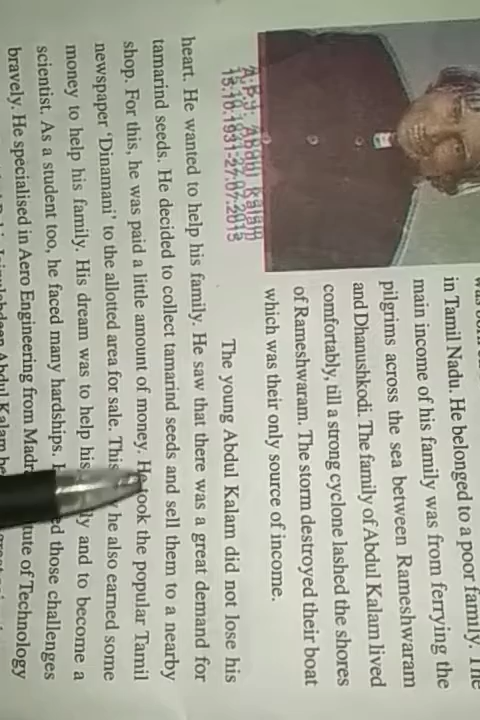 in Tamil Nadu. He belonged to a poor family. The
main income of his family was from ferrying the
pilgrims across the sea between Rameshwaram
and Dhanushkodi. The family of Abdul Kalam lived
comfortably, till a strong cyclone lashed the shores
of Rameshwaram. The storm destroyed their boat
which was their only source of income.
A.P.J. Abdul Kalam
15.10.1931-27.07.2015
The young Abdul Kalam did not lose his
heart. He wanted to help his family. He saw that there was a great demand for
tamarind seeds. He decided to collect tamarind seeds and sell them to a nearby
shop. For this, he was paid a little amount of money. He took the popular Tamil
newspaper ‘Dinamani’ to the allotted area for sale. This he also earned some
money to help his family. His dream was to help his and to become a
scientist. As a student too, he faced many hardships. those challenges
bravely. He specialised in Aero Engineering from of Technology
Abdul Kalam